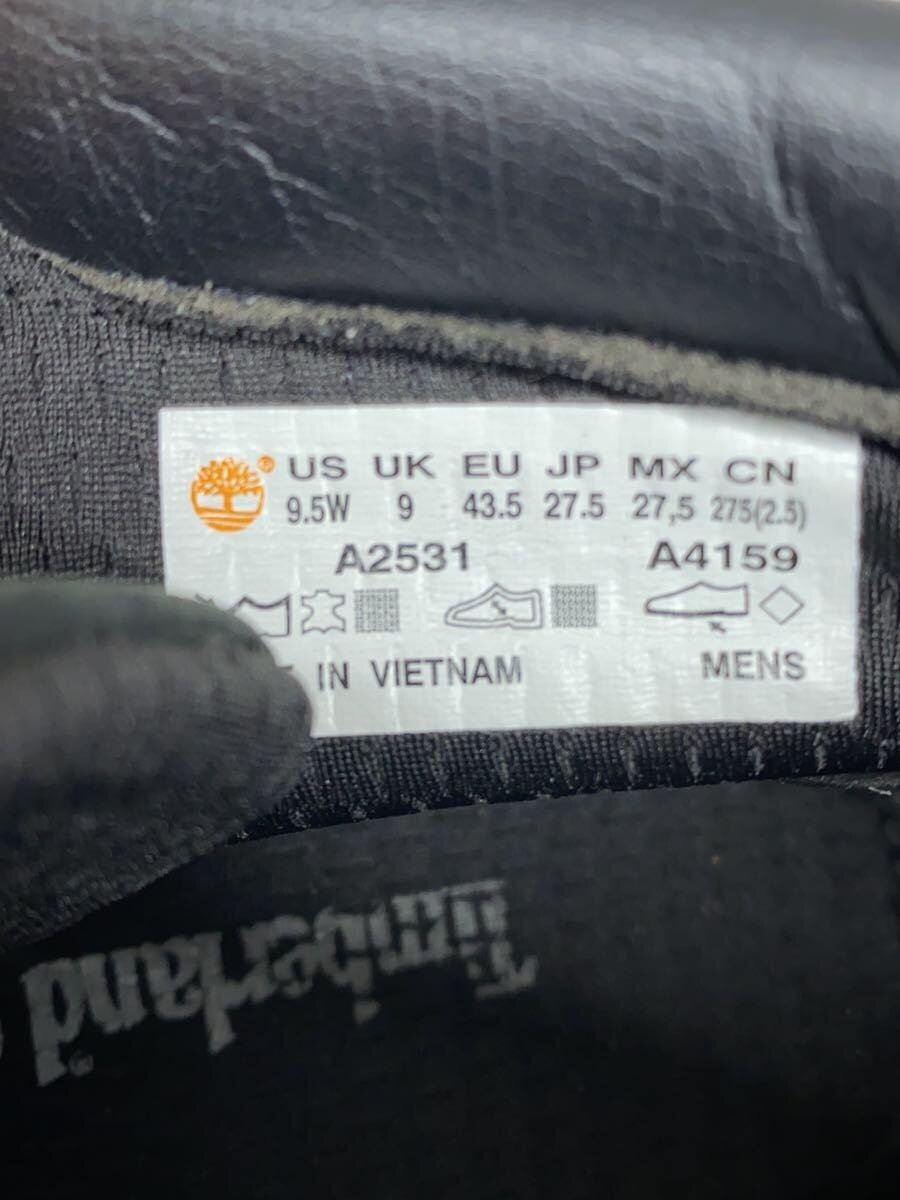 ® US UK EU JP MX CN
9.5W 9 43.5 27.5 27,5 275(2.5)
A2531 A4159
IN VIETNAM MENS
Timberland®